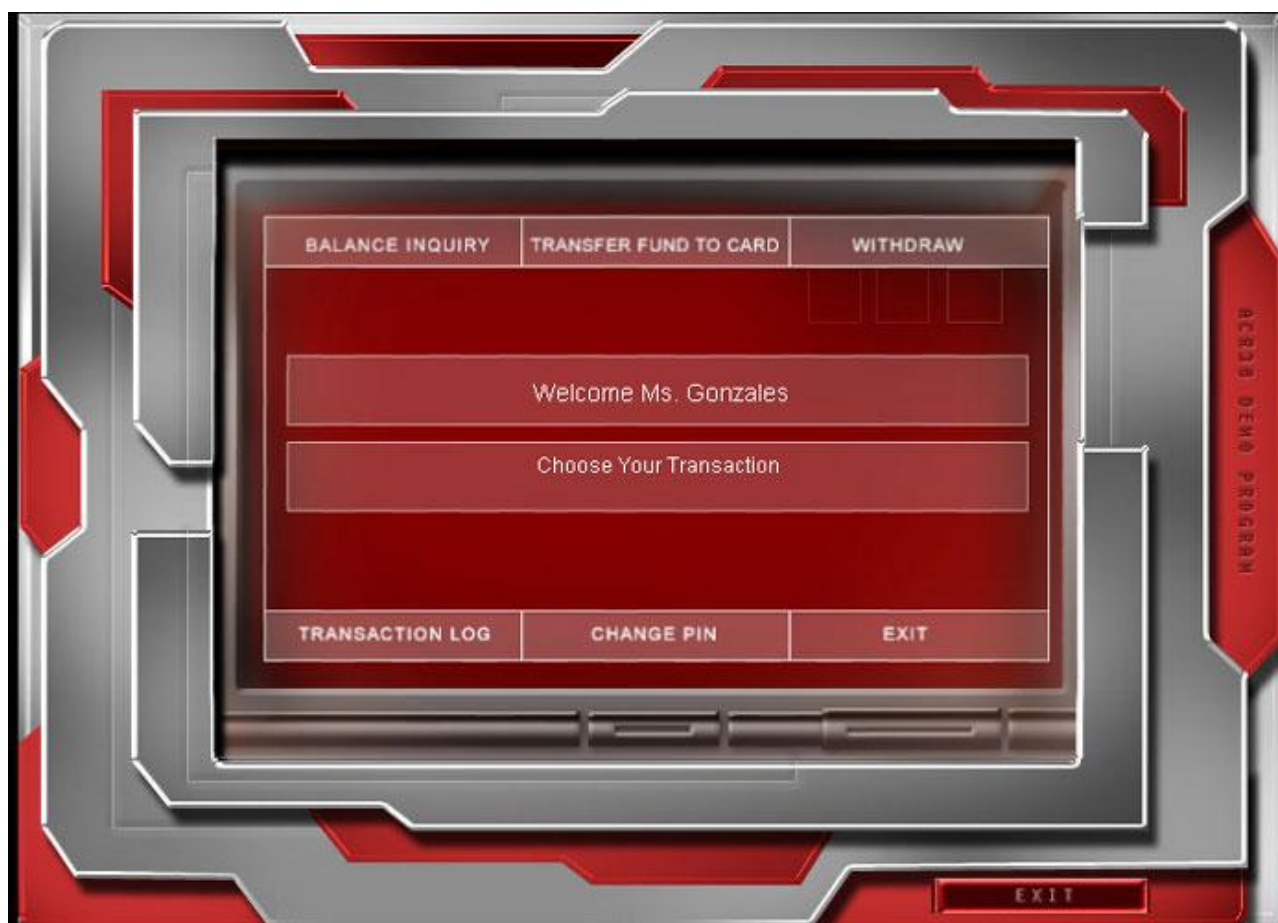 BALANCE INQUIRY
TRANSFER FUND TO CARD
WITHDRAW
Welcome Ms. Gonzales
Choose Your Transaction
TRANSACTION LOG
CHANGE PIN
EXIT
ACR38 DEMO PROGRAM
EXIT